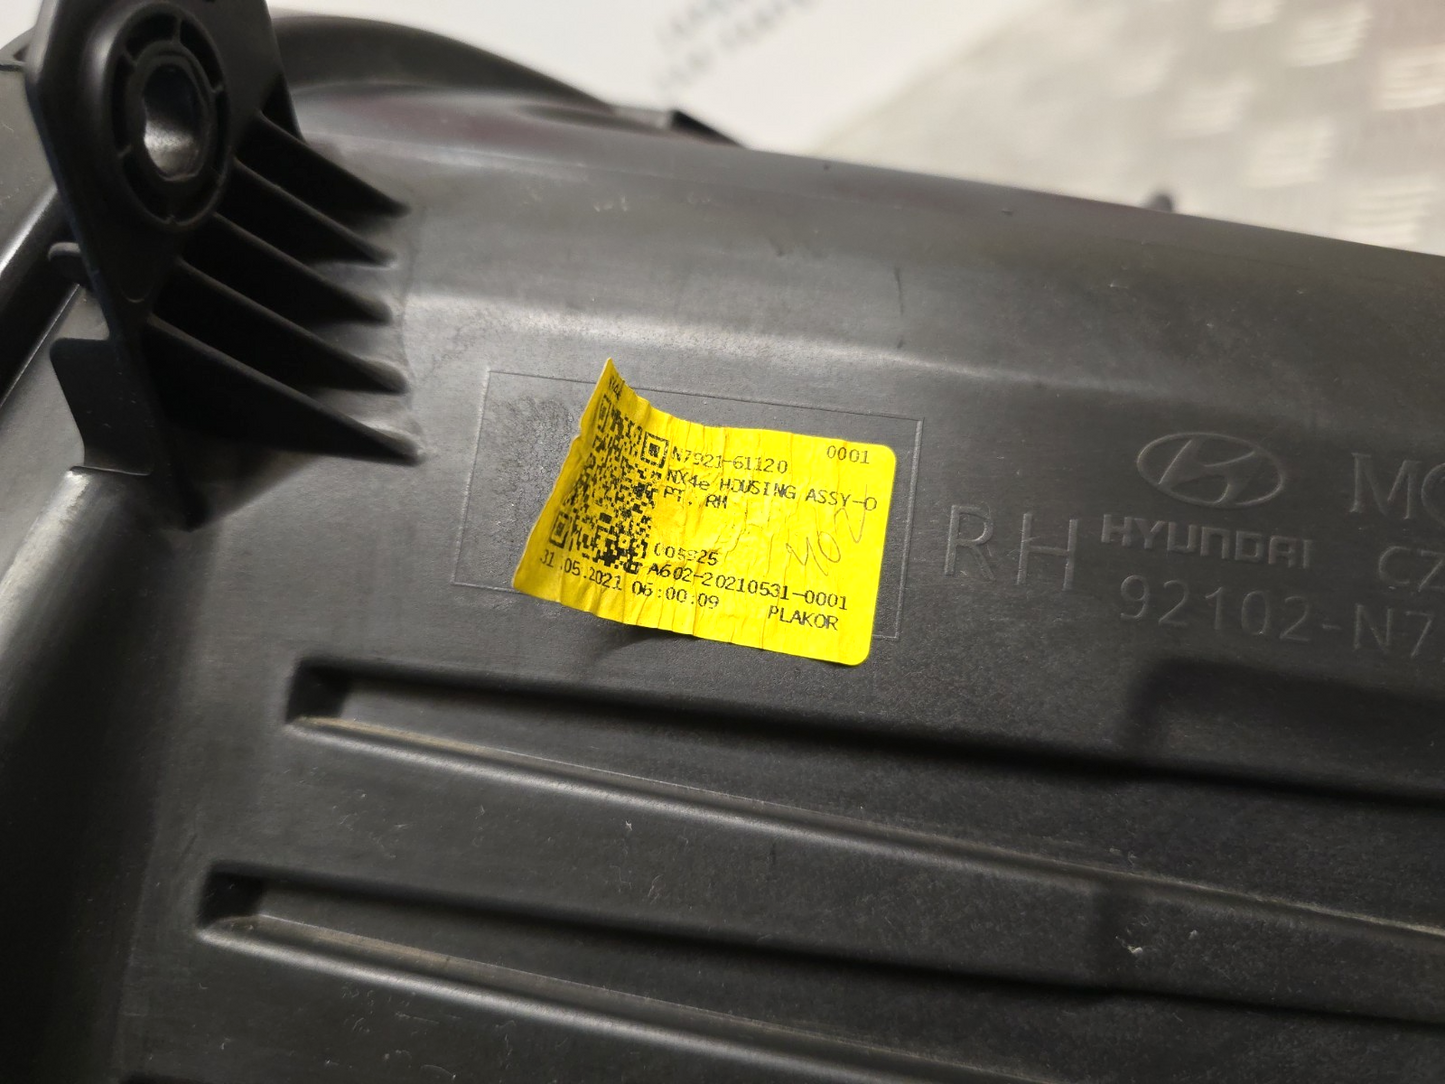 N7921-61120 0001
NX4e HOUSING ASSY-O
PT. RH
005925
A602-20210531-0001
31.05.2021 06:00:09 PLAKOR
RH HYUNDAI
92102-N7